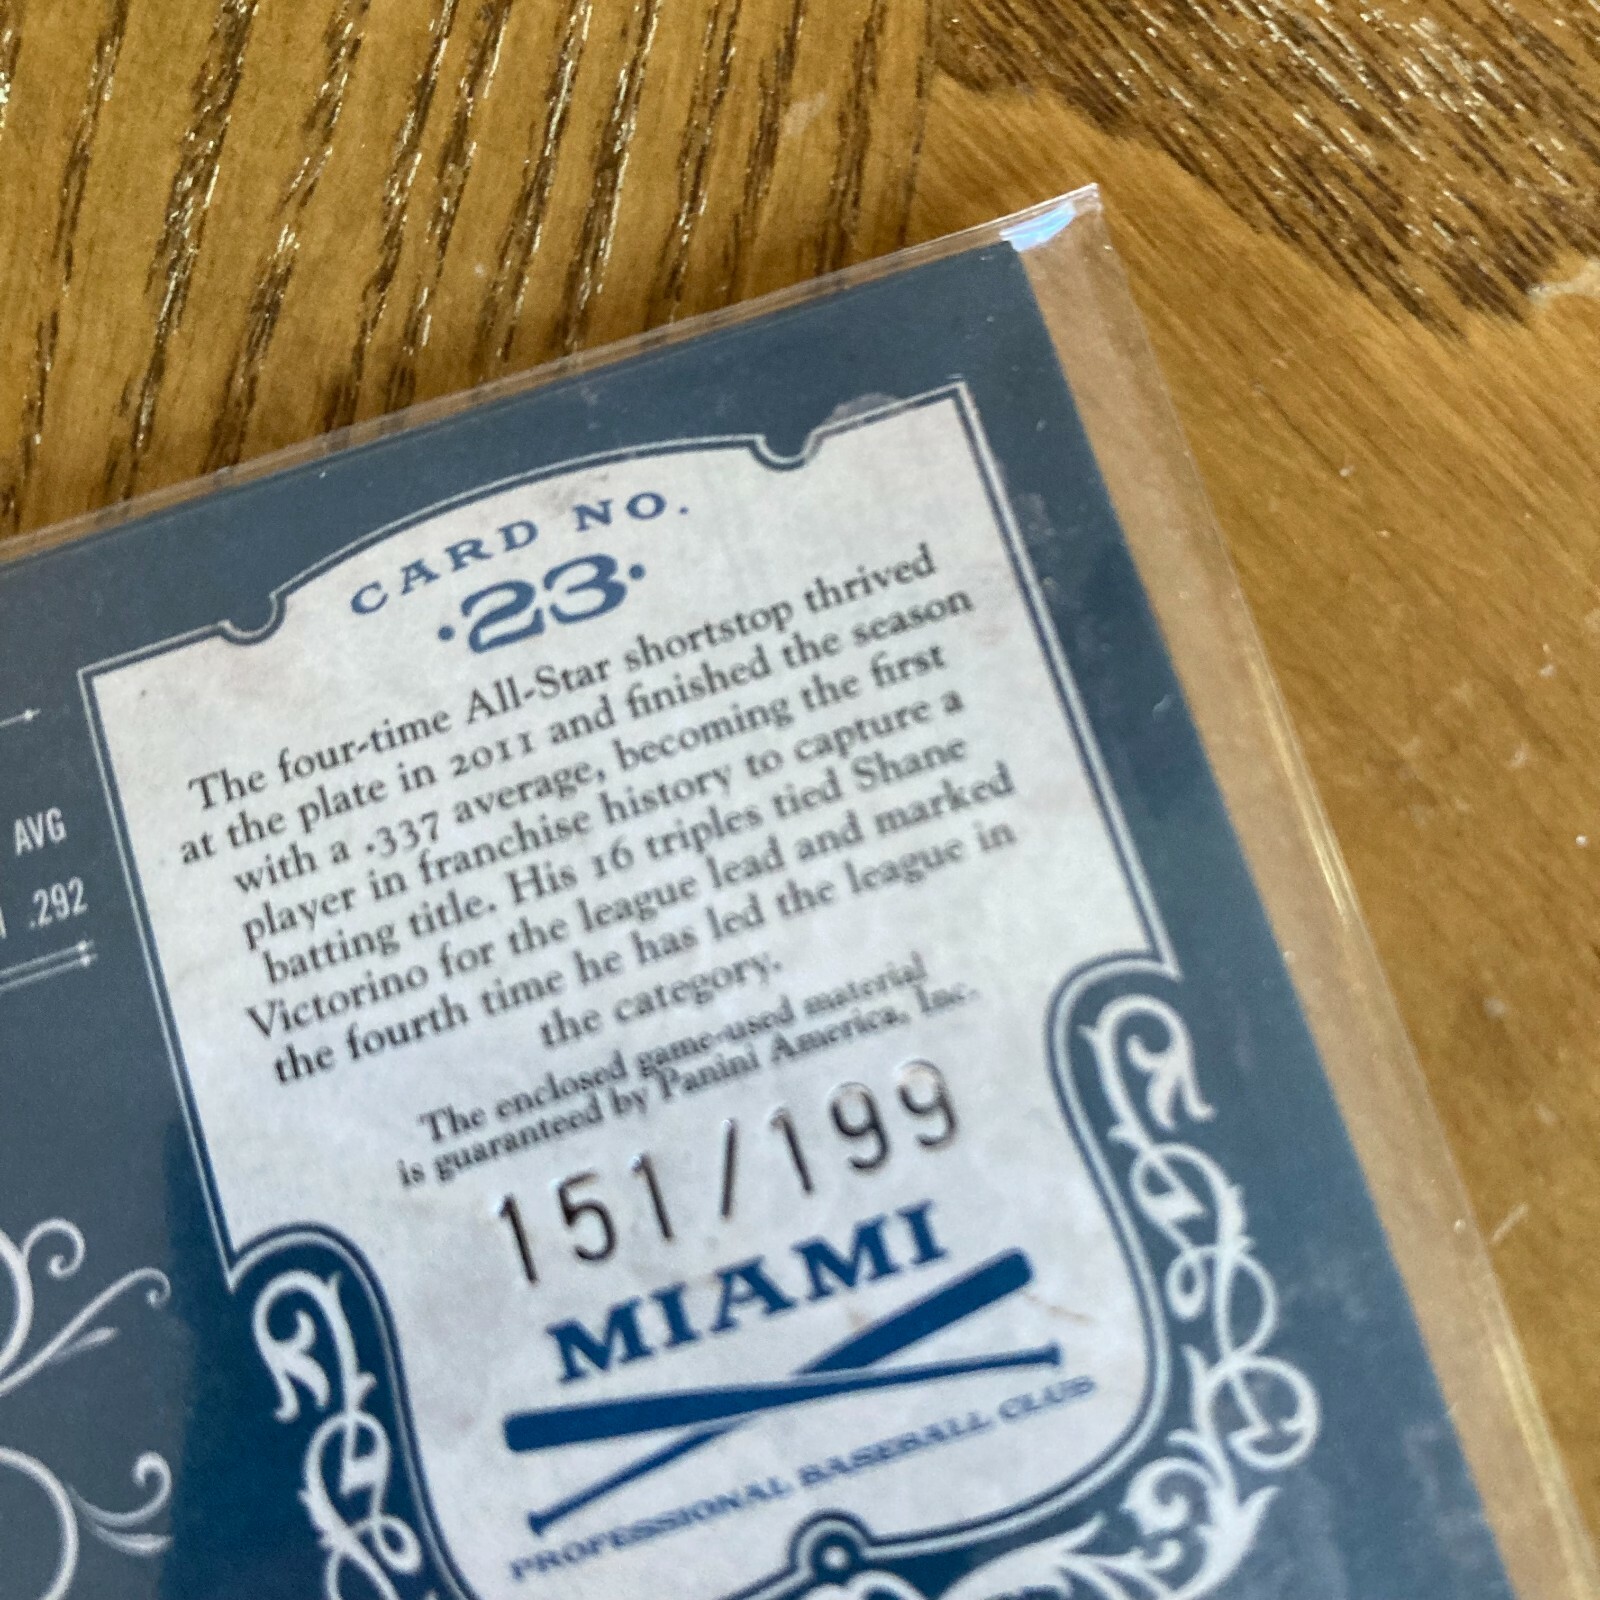 CARD NO.
·23·
The four-time All-Star shortstop thrived
at the plate in 2011 and finished the season
with a .337 average, becoming the first
player in franchise history to capture a
batting title. His 16 triples tied Shane
Victorino for the league lead and marked
the fourth time he has led the league in
the category.
The enclosed game-used material
is guaranteed by Panini America, Inc.
151/199
MIAMI
PROFESSIONAL BASEBALL CLUB
AVG
.292